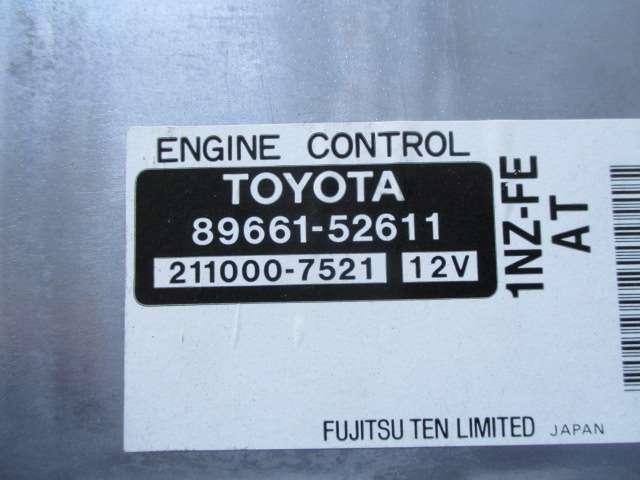 ENGINE CONTROL
TOYOTA
89661-52611
211000-7521 12V
1NZ-FE
AT
FUJITSU TEN LIMITED JAPAN